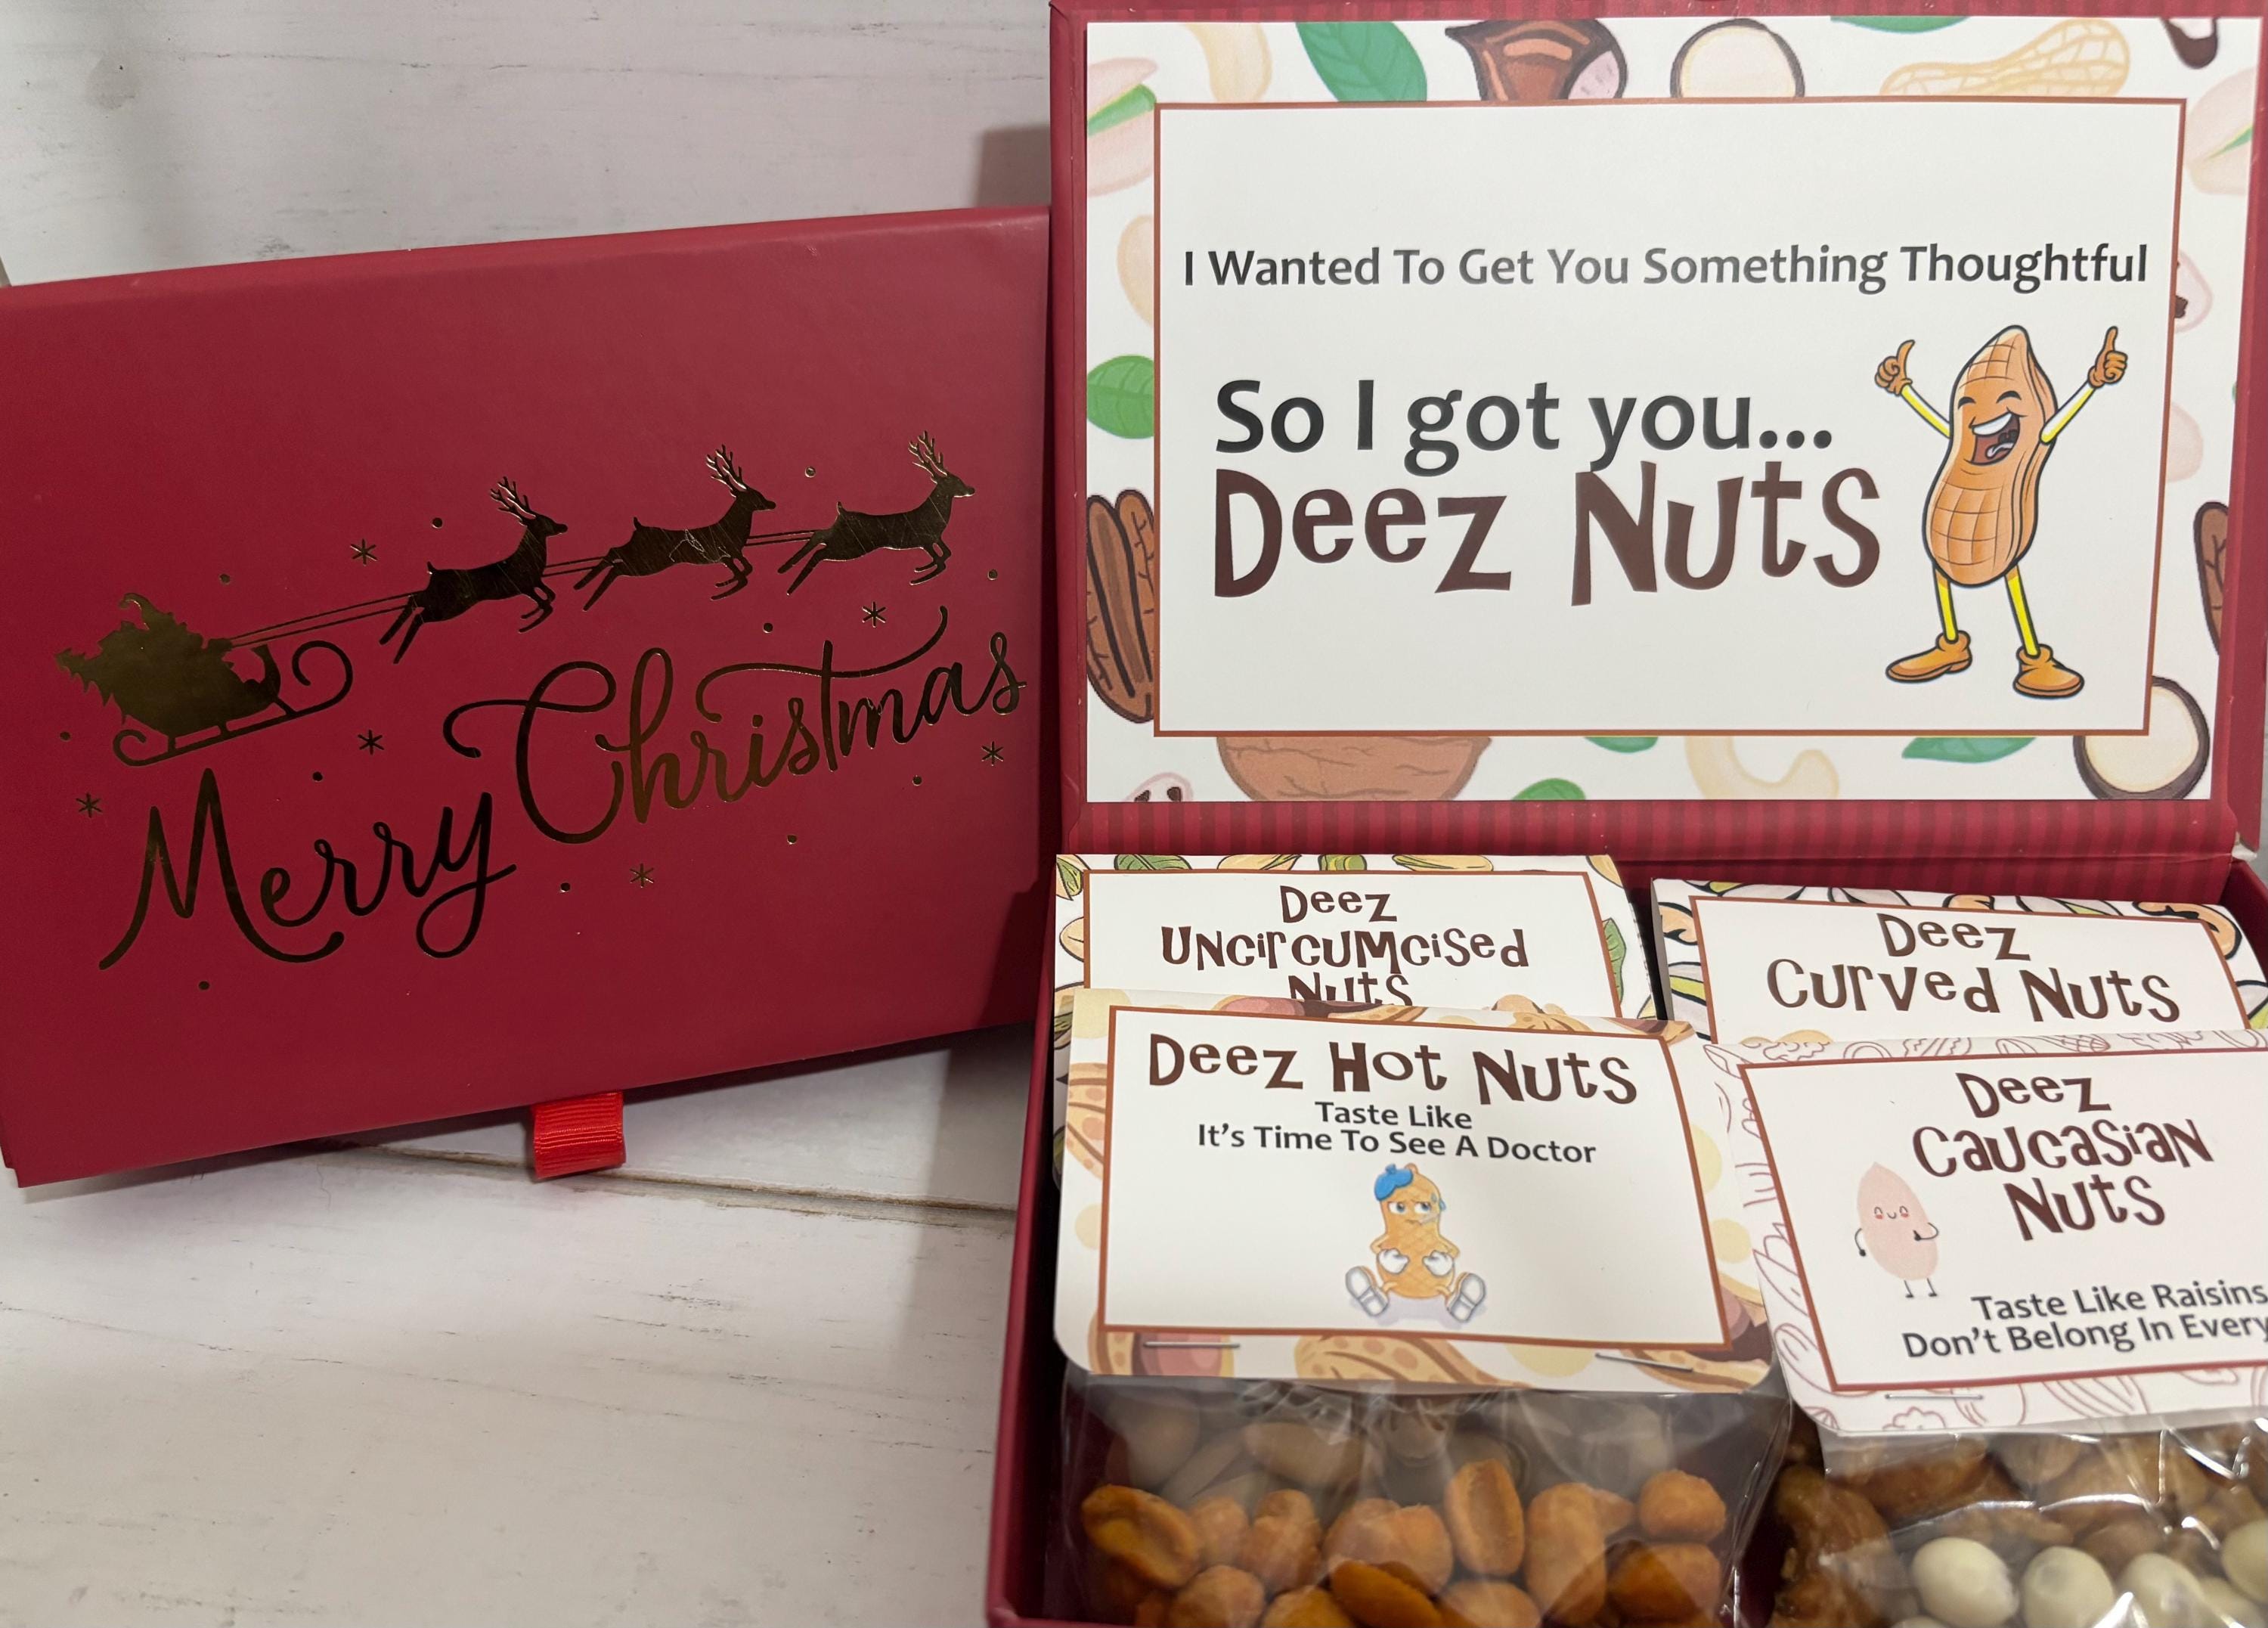 Merry Christmas
I Wanted To Get You Something Thoughtful
So I got you...
Deez Nuts
Deez
Uncircumcised
Nuts
Deez
Curved Nuts
Deez Hot Nuts
Taste Like
It's Time To See A Doctor
Deez
Caucasian
Nuts
Taste Like Raisins
Don't Belong In Every